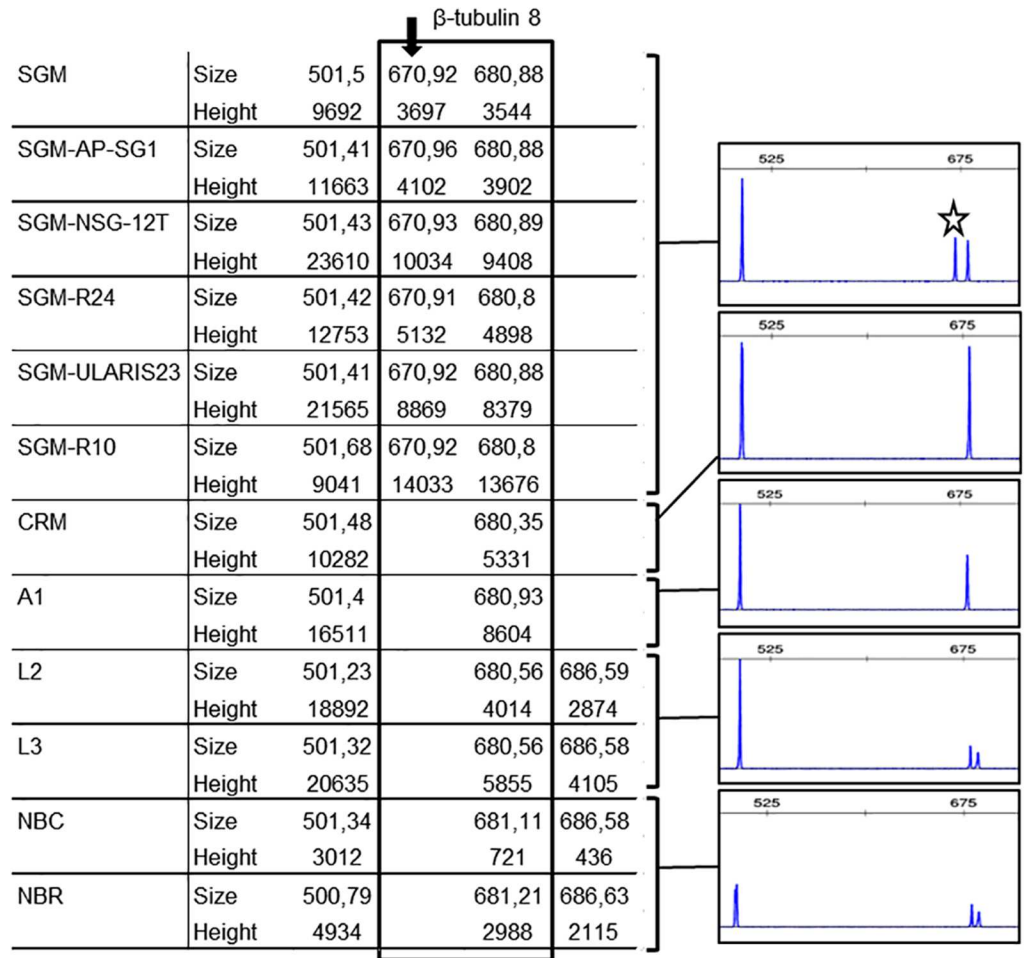 β-tubulin 8
SGM Size 501,5 670,92 680,88
Height 9692 3697 3544
SGM-AP-SG1 Size 501,41 670,96 680,88
Height 11663 4102 3902
SGM-NSG-12T Size 501,43 670,93 680,89
Height 23610 10034 9408
SGM-R24 Size 501,42 670,91 680,8
Height 12753 5132 4898
SGM-ULARIS23 Size 501,41 670,92 680,88
Height 21565 8869 8379
SGM-R10 Size 501,68 670,92 680,8
Height 9041 14033 13676
CRM Size 501,48 680,35
Height 10282 5331
A1 Size 501,4 680,93
Height 16511 8604
L2 Size 501,23 680,56 686,59
Height 18892 4014 2874
L3 Size 501,32 680,56 686,58
Height 20635 5855 4105
NBC Size 501,34 681,11 686,58
Height 3012 721 436
NBR Size 500,79 681,21 686,63
Height 4934 2988 2115
525 675
525 675
525 675
525 675
525 675